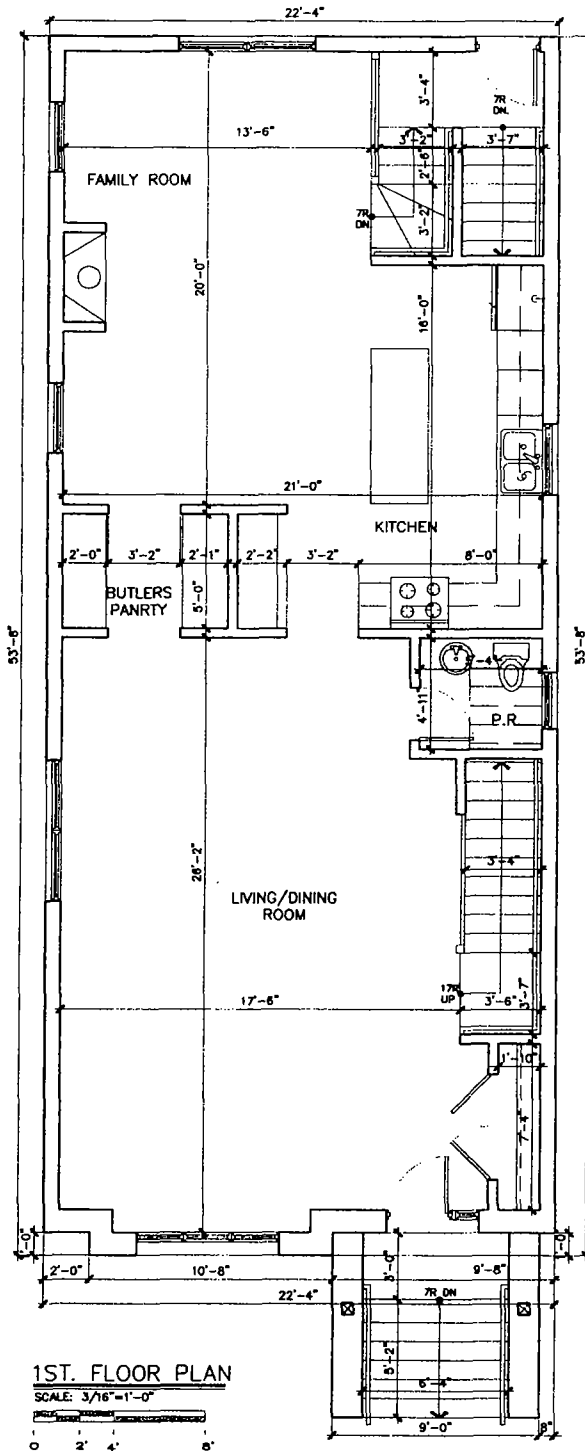 22'-4"
3'-4"
7R
DN.
13'-6"
3'-2"
3'-7"
2'-6"
FAMILY ROOM
7R
DN
3'-2"
20'-0"
16'-0"
21'-0"
KITCHEN
2'-0"
3'-2"
2'-1"
2'-2"
3'-2"
8'-0"
BUTLERS
PANRTY
5'-0"
53'-8"
53'-8"
4'-11"
P.R.
26'-2"
3'-4"
LIVING/DINING
ROOM
17R
UP
17'-6"
3'-6"
3'-7"
1'-10"
7'-4"
2'-0"
10'-8"
3'-0"
9'-8"
22'-4"
7R DN
5'-2"
6'-4"
9'-0"
8"
1ST. FLOOR PLAN
SCALE: 3/16"=1'-0"
0 2' 4' 8'